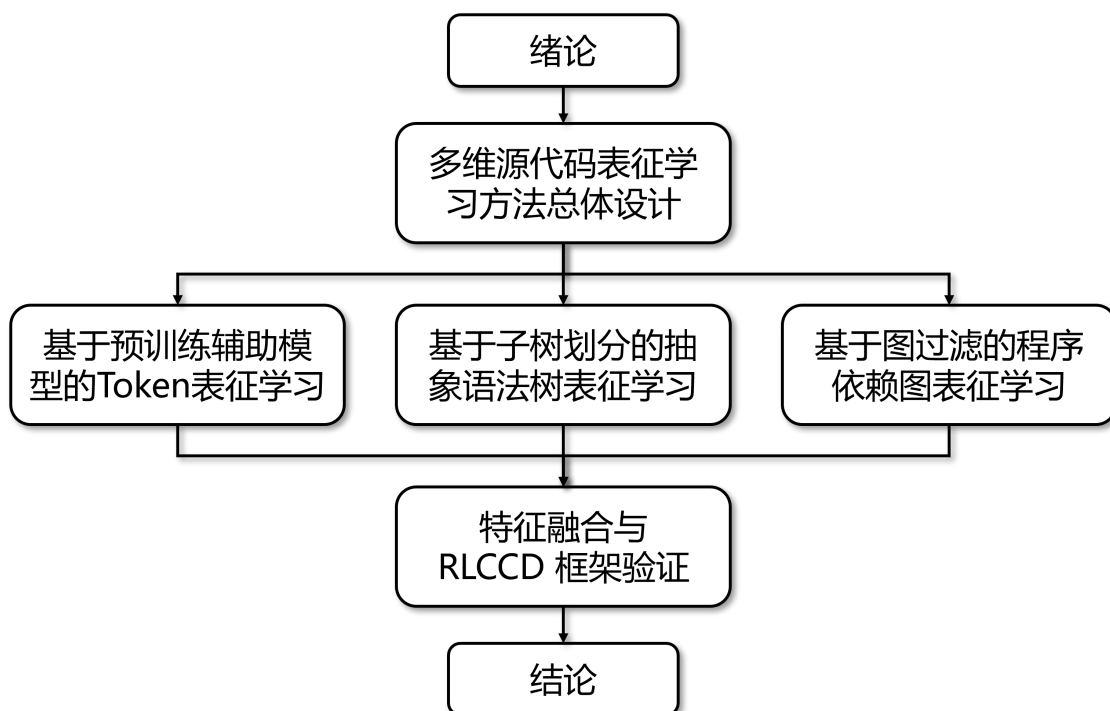 绪论
多维源代码表征学
习方法总体设计
基于预训练辅助模
型的Token表征学习
基于子树划分的抽
象语法树表征学习
基于图过滤的程序
依赖图表征学习
特征融合与
RLCCD 框架验证
结论